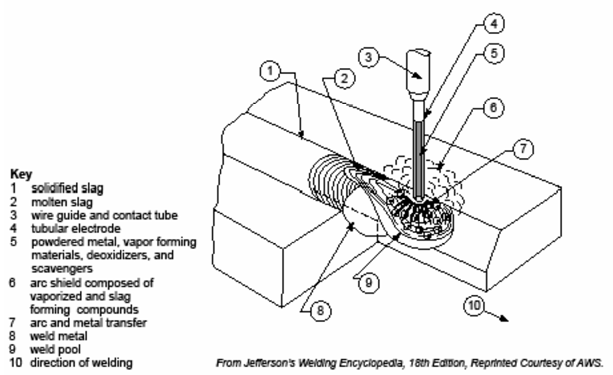 4
3
5
1
2
6
7
Key
1 solidified slag
2 molten slag
3 wire guide and contact tube
4 tubular electrode
5 powdered metal, vapor forming
materials, deoxidizers, and
scavengers
6 arc shield composed of
vaporized and slag
forming compounds
7 arc and metal transfer
8 weld metal
9 weld pool
10 direction of welding
9
8
10
From Jefferson's Welding Encyclopedia, 18th Edition, Reprinted Courtesy of AWS.